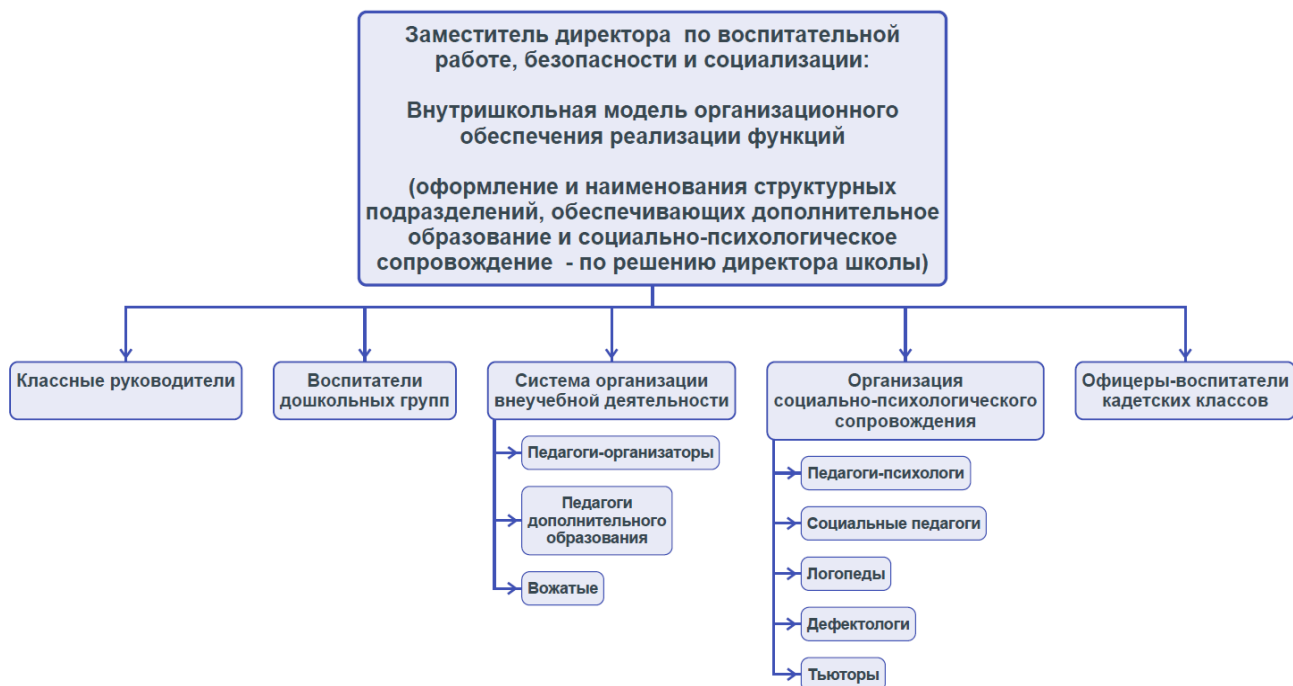 Заместитель директора  по воспитательной
работе, безопасности и социализации:
Внутришкольная модель организационного
обеспечения реализации функций
(оформление и наименования структурных
подразделений, обеспечивающих дополнительное
образование и социально-психологическое
сопровождение  - по решению директора школы)
Классные руководители
Воспитатели
дошкольных групп
Система организации
внеучебной деятельности
Педагоги-организаторы
Педагоги
дополнительного
образования
Вожатые
Организация
социально-психологического
сопровождения
Педагоги-психологи
Социальные педагоги
Логопеды
Дефектологи
Тьюторы
Офицеры-воспитатели
кадетских классов